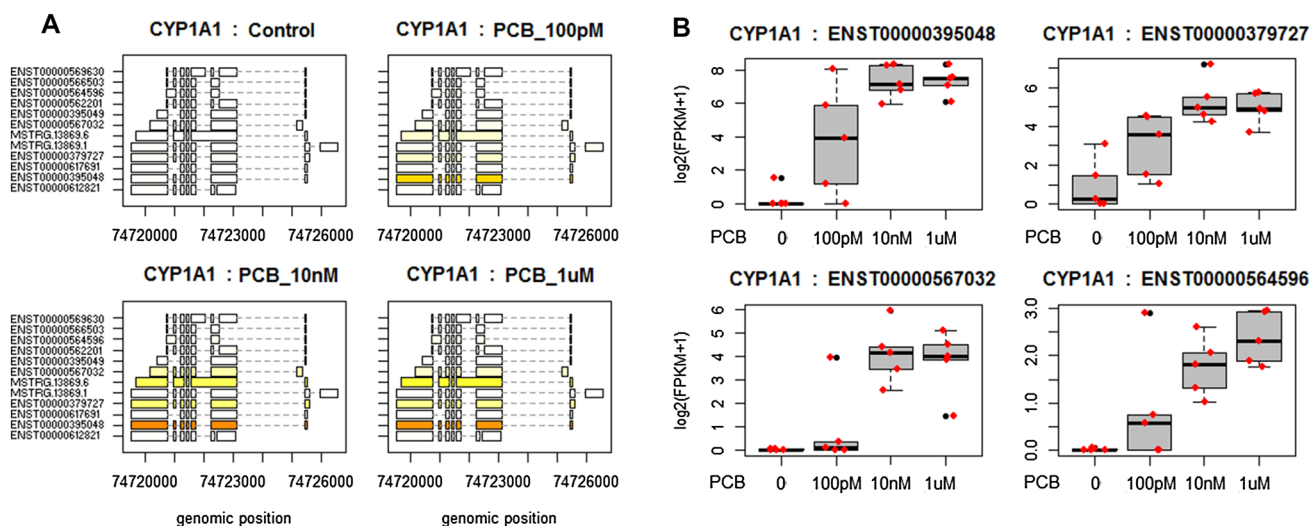 A
CYP1A1 : Control
CYP1A1 : PCB_100pM
ENST00000569630
ENST00000566503
ENST00000564596
ENST00000562201
ENST00000395049
ENST00000567032
MSTRG.13869.6
MSTRG.13869.1
ENST00000379727
ENST00000617691
ENST00000395048
ENST00000612821
74720000 74723000 74726000
74720000 74723000 74726000
CYP1A1 : PCB_10nM
CYP1A1 : PCB_1uM
ENST00000569630
ENST00000566503
ENST00000564596
ENST00000562201
ENST00000395049
ENST00000567032
MSTRG.13869.6
MSTRG.13869.1
ENST00000379727
ENST00000617691
ENST00000395048
ENST00000612821
74720000 74723000 74726000
74720000 74723000 74726000
genomic position
genomic position
B
CYP1A1 : ENST00000395048
log2(FPKM+1)
8
6
4
2
0
PCB 0 100pM 10nM 1uM
CYP1A1 : ENST00000379727
6
4
2
0
PCB 0 100pM 10nM 1uM
CYP1A1 : ENST00000567032
log2(FPKM+1)
6
5
4
3
2
1
0
PCB 0 100pM 10nM 1uM
CYP1A1 : ENST00000564596
3.0
2.0
1.0
0.0
PCB 0 100pM 10nM 1uM